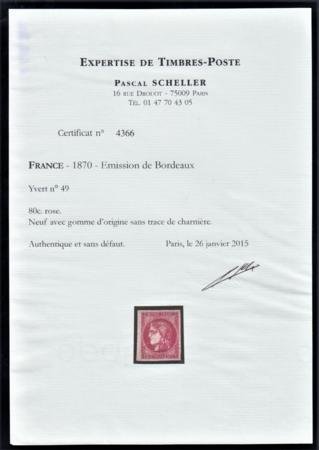 EXPERTISE DE TIMBRES-POSTE
PASCAL SCHELLER
16 RUE DROUOT - 75009 PARIS
TÉL. 01 47 70 43 05
Certificat n° 4366
FRANCE - 1870 - Emission de Bordeaux
Yvert n° 49
80c. rose.
Neuf avec gomme d'origine sans trace de charnière.
Authentique et sans défaut. Paris, le 26 janvier 2015